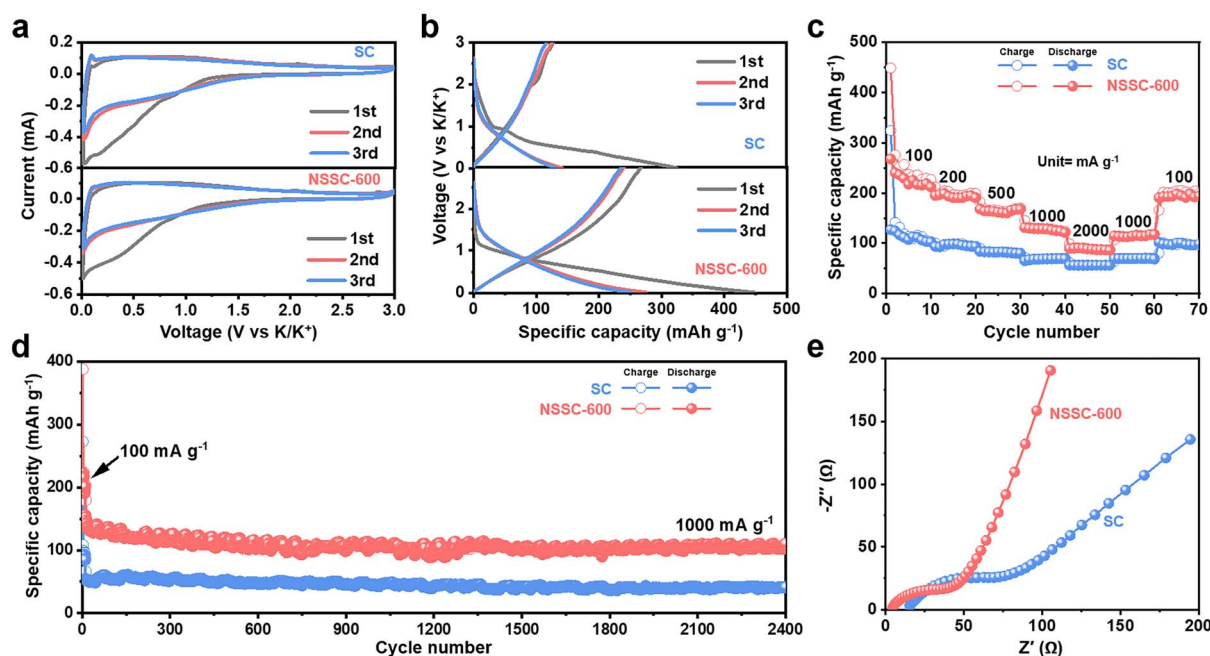 a
0.2
0.0
-0.2
-0.4
-0.6
SC
1st
2nd
3rd
0.0
-0.2
-0.4
-0.6
NSSC-600
1st
2nd
3rd
Current (mA)
0.0 0.5 1.0 1.5 2.0 2.5 3.0
Voltage (V vs K/K⁺)
b
3
2
1
0
1st
2nd
3rd
SC
2
1
0
1st
2nd
3rd
NSSC-600
Voltage (V vs K/K⁺)
0 100 200 300 400 500
Specific capacity (mAh g⁻¹)
c
500
400
300
200
100
0
Specific capacity (mAh g⁻¹)
Charge Discharge
SC
NSSC-600
Unit= mA g⁻¹
100
200
500
1000
2000
1000
100
0 10 20 30 40 50 60 70
Cycle number
d
400
300
200
100
0
Specific capacity (mAh g⁻¹)
Charge Discharge
SC
NSSC-600
100 mA g⁻¹
1000 mA g⁻¹
0 300 600 900 1200 1500 1800 2100 2400
Cycle number
e
200
150
100
50
0
-Z″ (Ω)
NSSC-600
SC
0 50 100 150 200
Z′ (Ω)